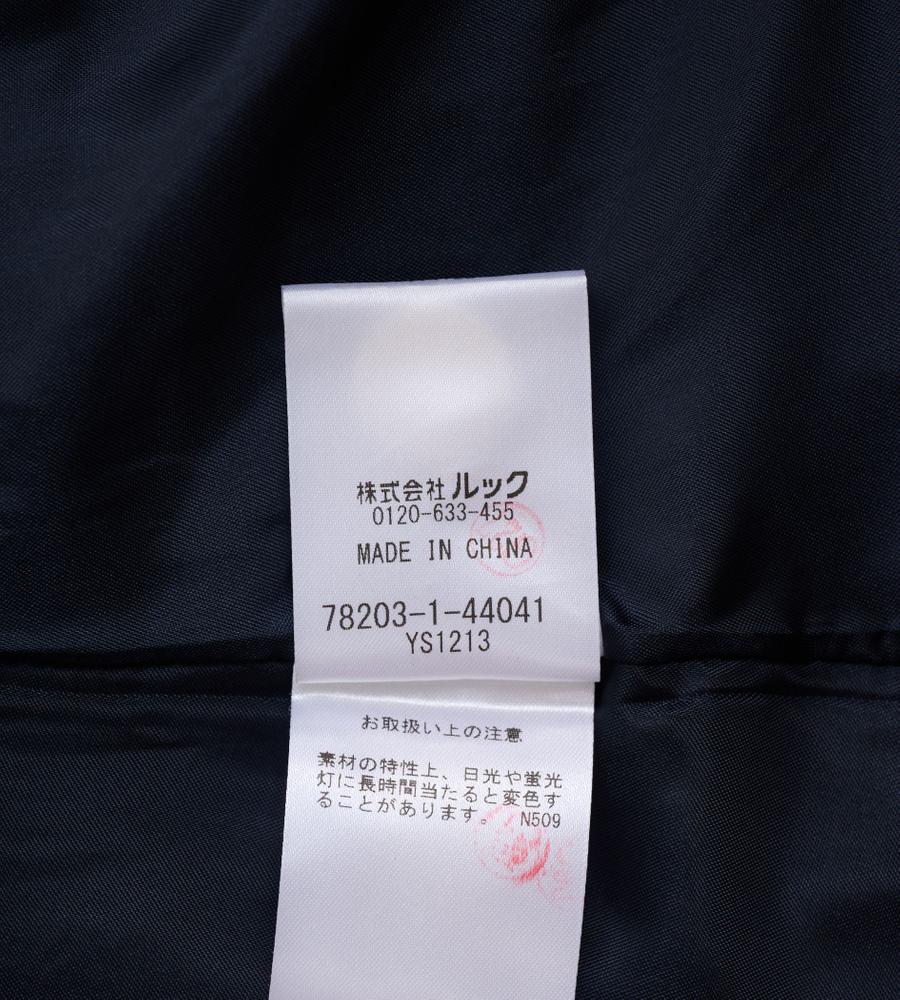 株式会社ルック
0120-633-455
MADE IN CHINA
78203-1-44041
YS1213
お取扱い上の注意
素材の特性上、日光や蛍光
灯に長時間当たると変色す
ることがあります。 N509